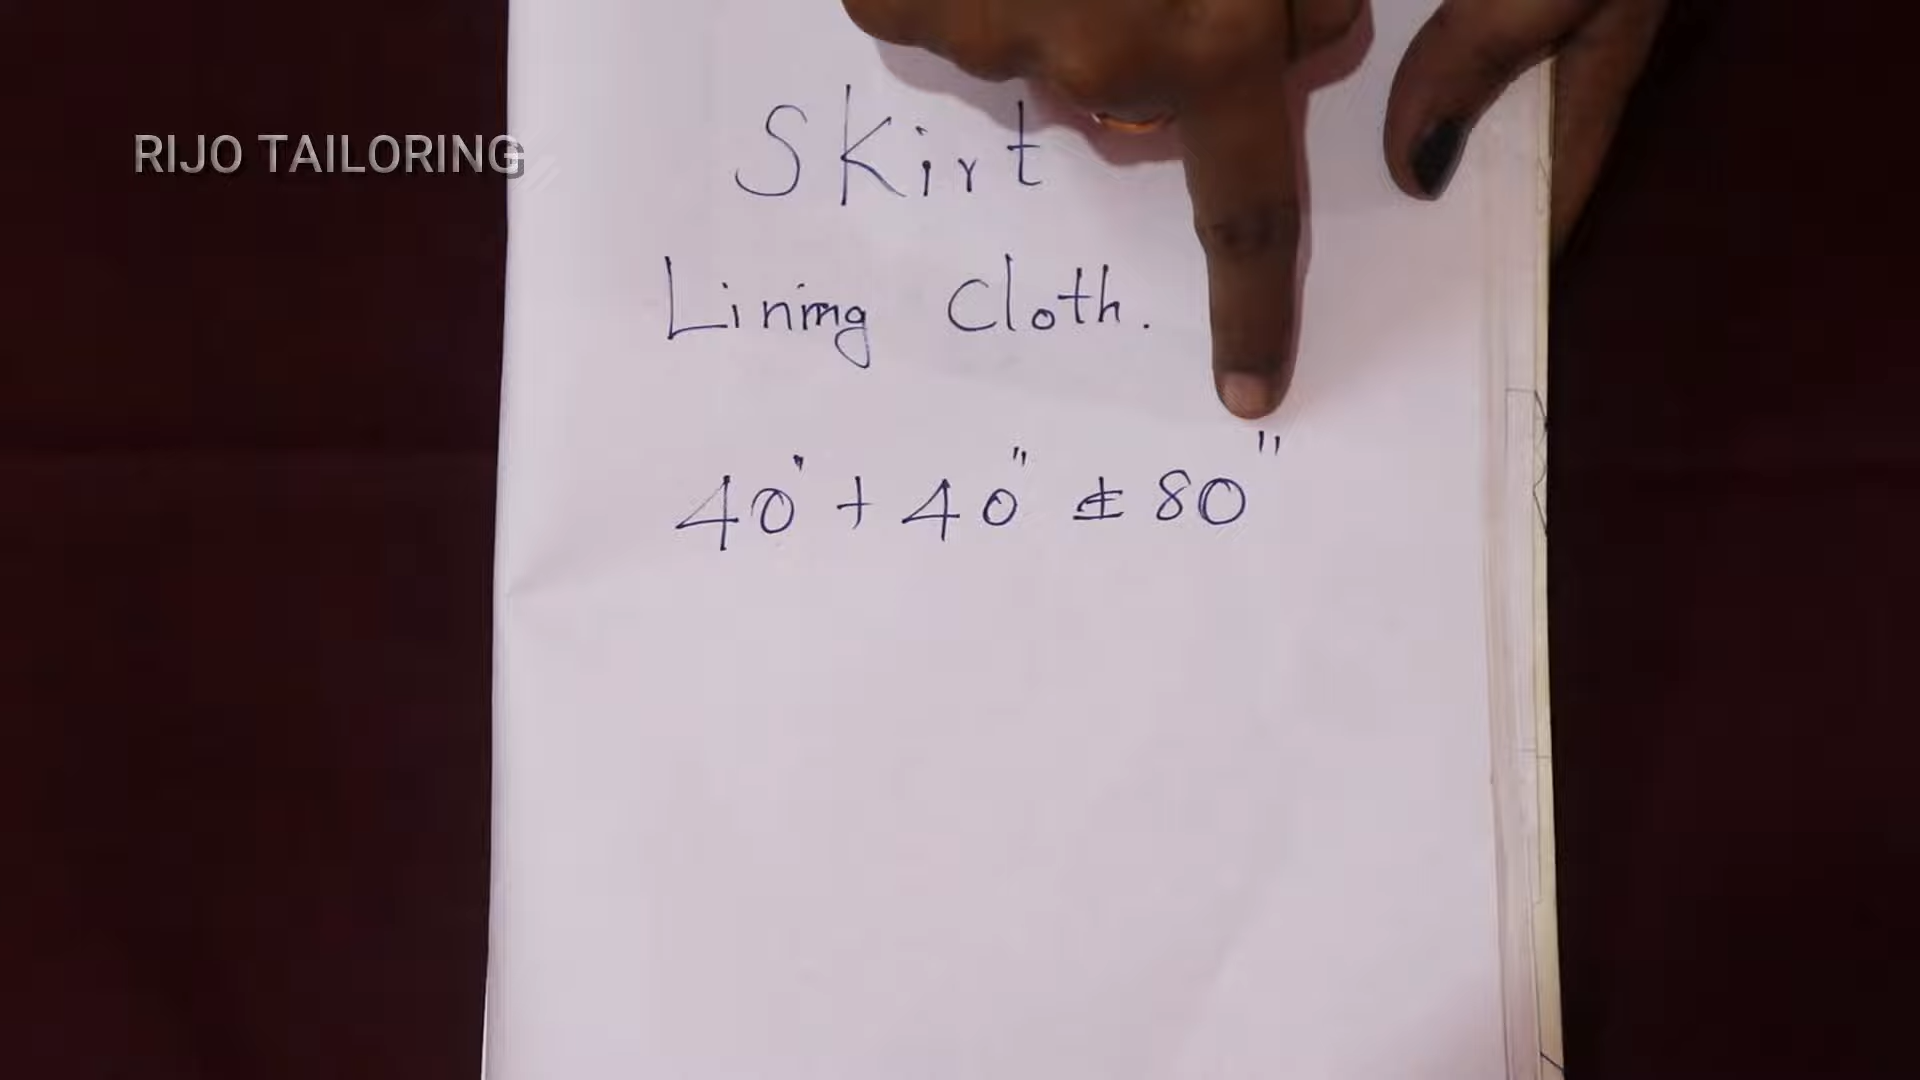 RIJO TAILORING
Skirt
Lining Cloth.
40" + 40" ± 80"